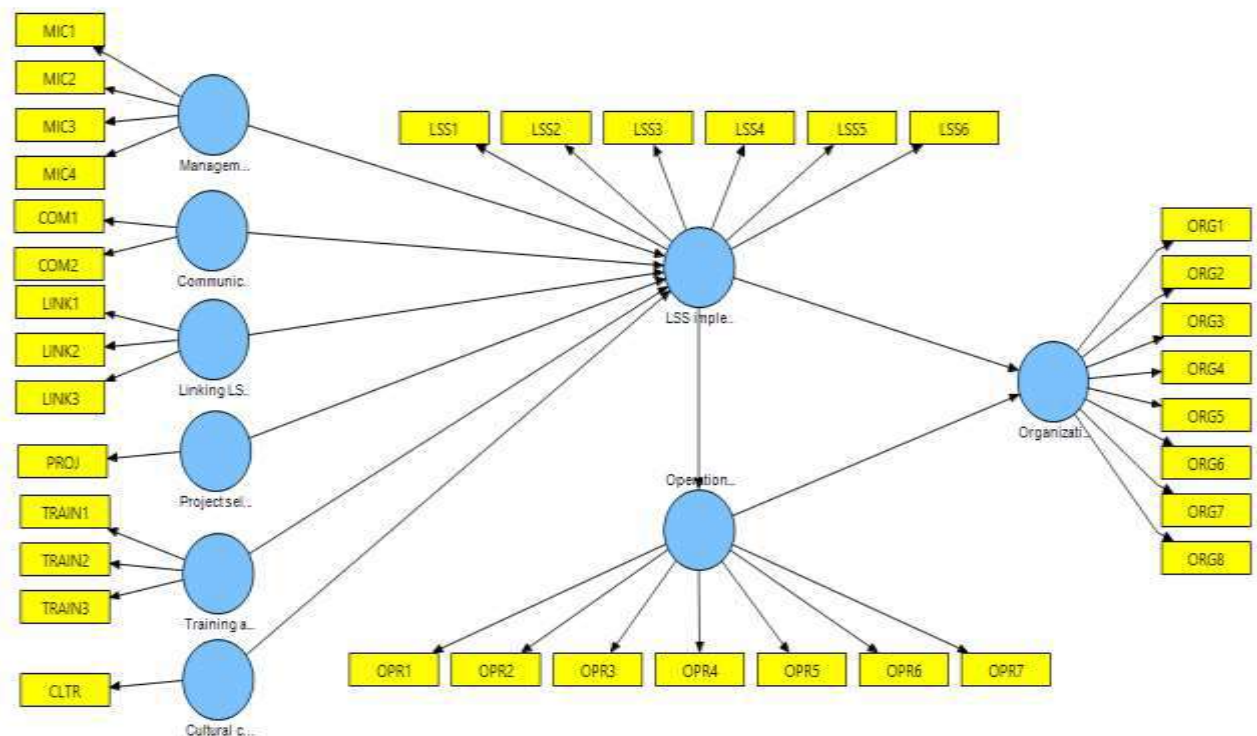 MIC1
MIC2
MIC3
MIC4
Managem...
COM1
COM2
Communic...
LINK1
LINK2
LINK3
Linking LS...
PROJ
Project sel...
TRAIN1
TRAIN2
TRAIN3
Training a...
CLTR
Cultural c...
LSS1 LSS2 LSS3 LSS4 LSS5 LSS6
LSS imple...
Operation...
OPR1 OPR2 OPR3 OPR4 OPR5 OPR6 OPR7
Organizati...
ORG1
ORG2
ORG3
ORG4
ORG5
ORG6
ORG7
ORG8